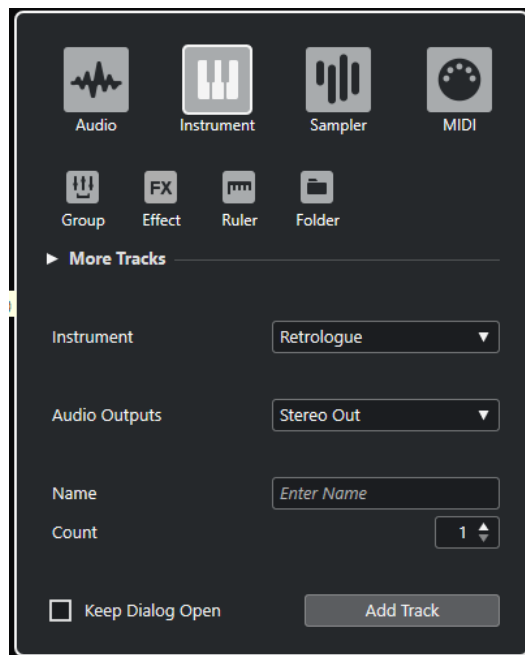 Audio Instrument Sampler MIDI
FX
Group Effect Ruler Folder
More Tracks
Instrument Retrologue
Audio Outputs Stereo Out
Name Enter Name
Count 1
Keep Dialog Open Add Track